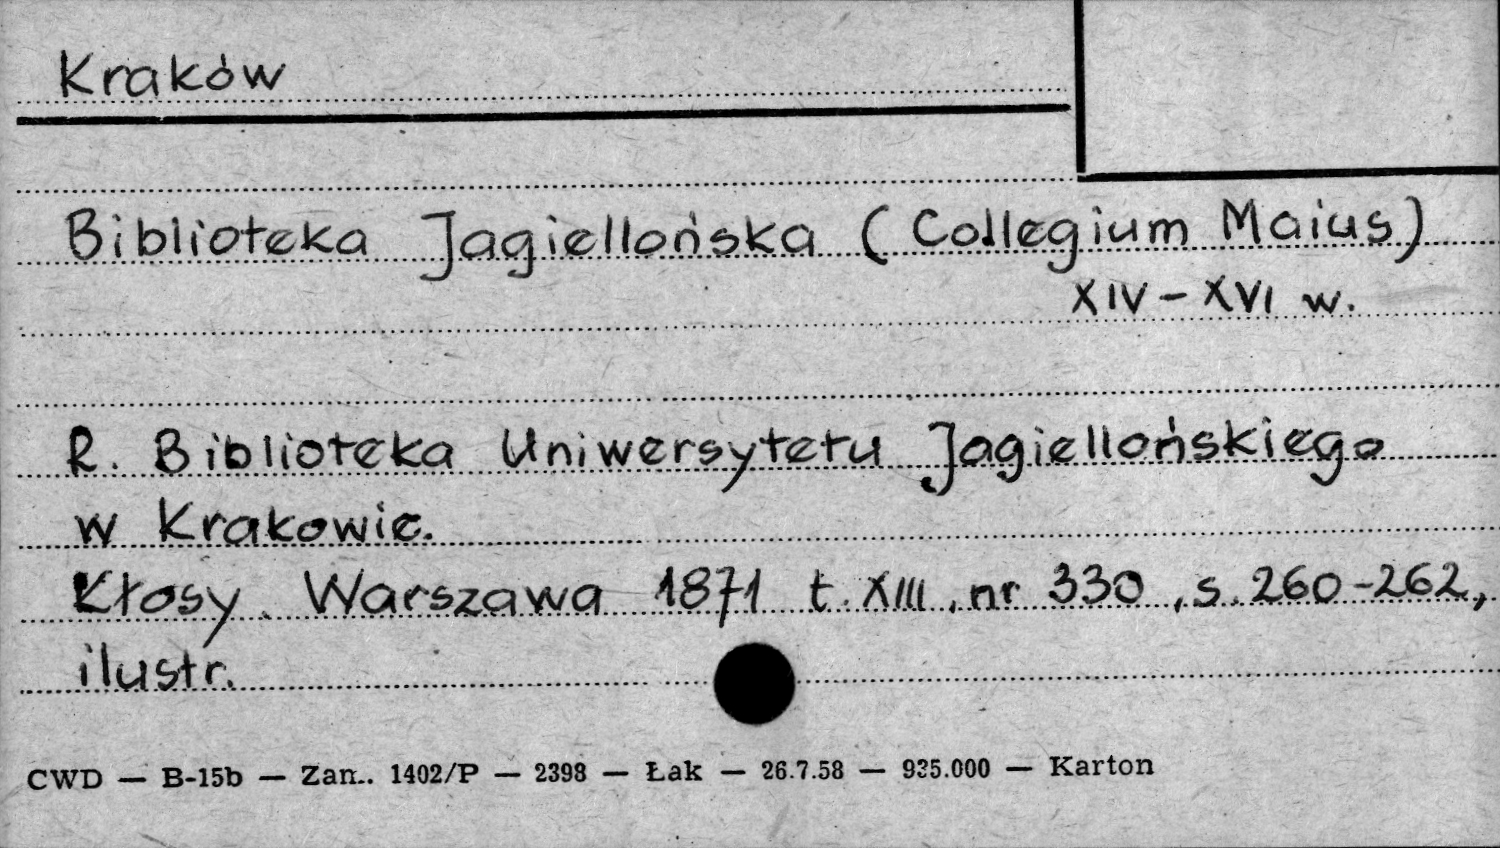 Kraków
Biblioteka Jagiellońska (Collegium Maius)
XIV - XVI w.
R. Biblioteka Uniwersytetu Jagiellońskiego
w Krakowie.
Kłosy. Warszawa 1871 t. XIII, nr 330, s. 260-262,
ilustr.
CWD — B-15b — Zam. 1402/P — 2398 — Łak — 26.7.58 — 935.000 — Karton